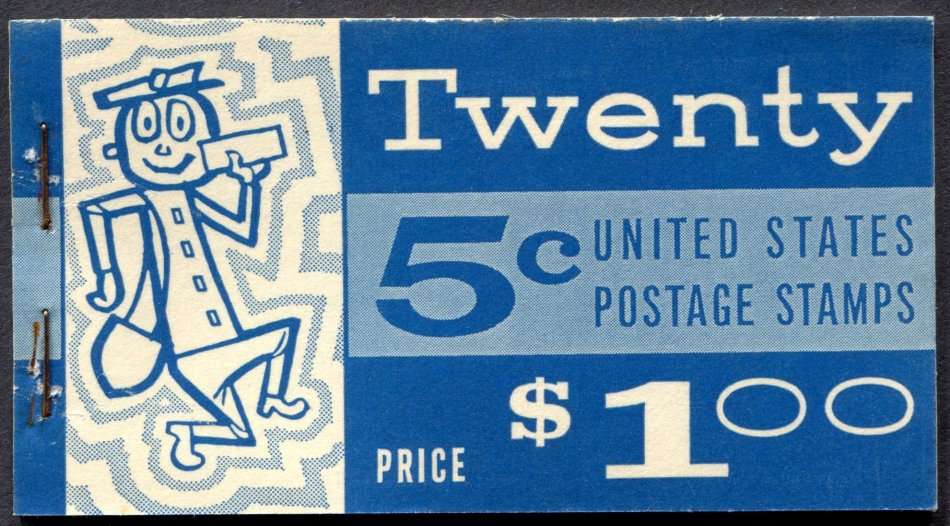 Twenty
5c UNITED STATES
POSTAGE STAMPS
PRICE $1.00